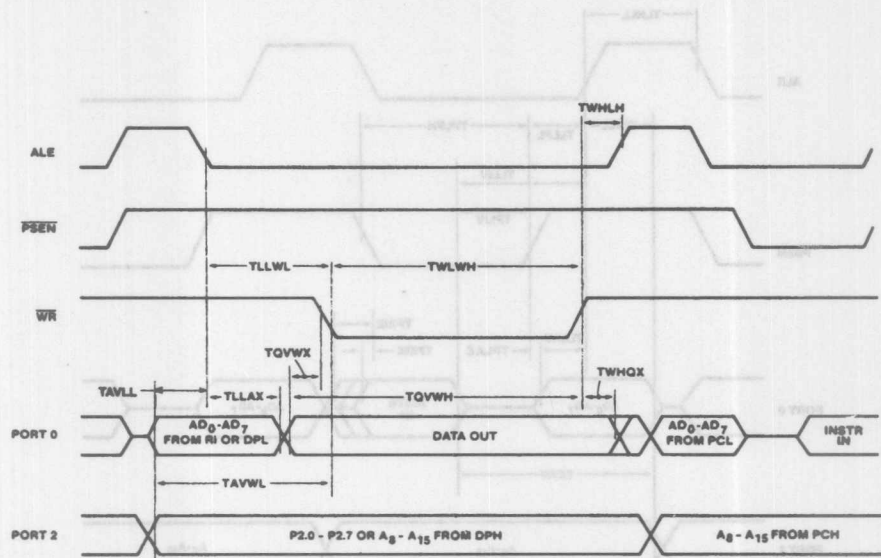 TWHLH
ALE
PSEN
TLLWL
TWLWH
WR
TQVWX
TAVLL
TLLAX
TQVWH
TWHQX
PORT 0
AD0-AD7
FROM RI OR DPL
DATA OUT
AD0-AD7
FROM PCL
INSTR
IN
TAVWL
PORT 2
P2.0 - P2.7 OR A8 - A15 FROM DPH
A8 - A15 FROM PCH